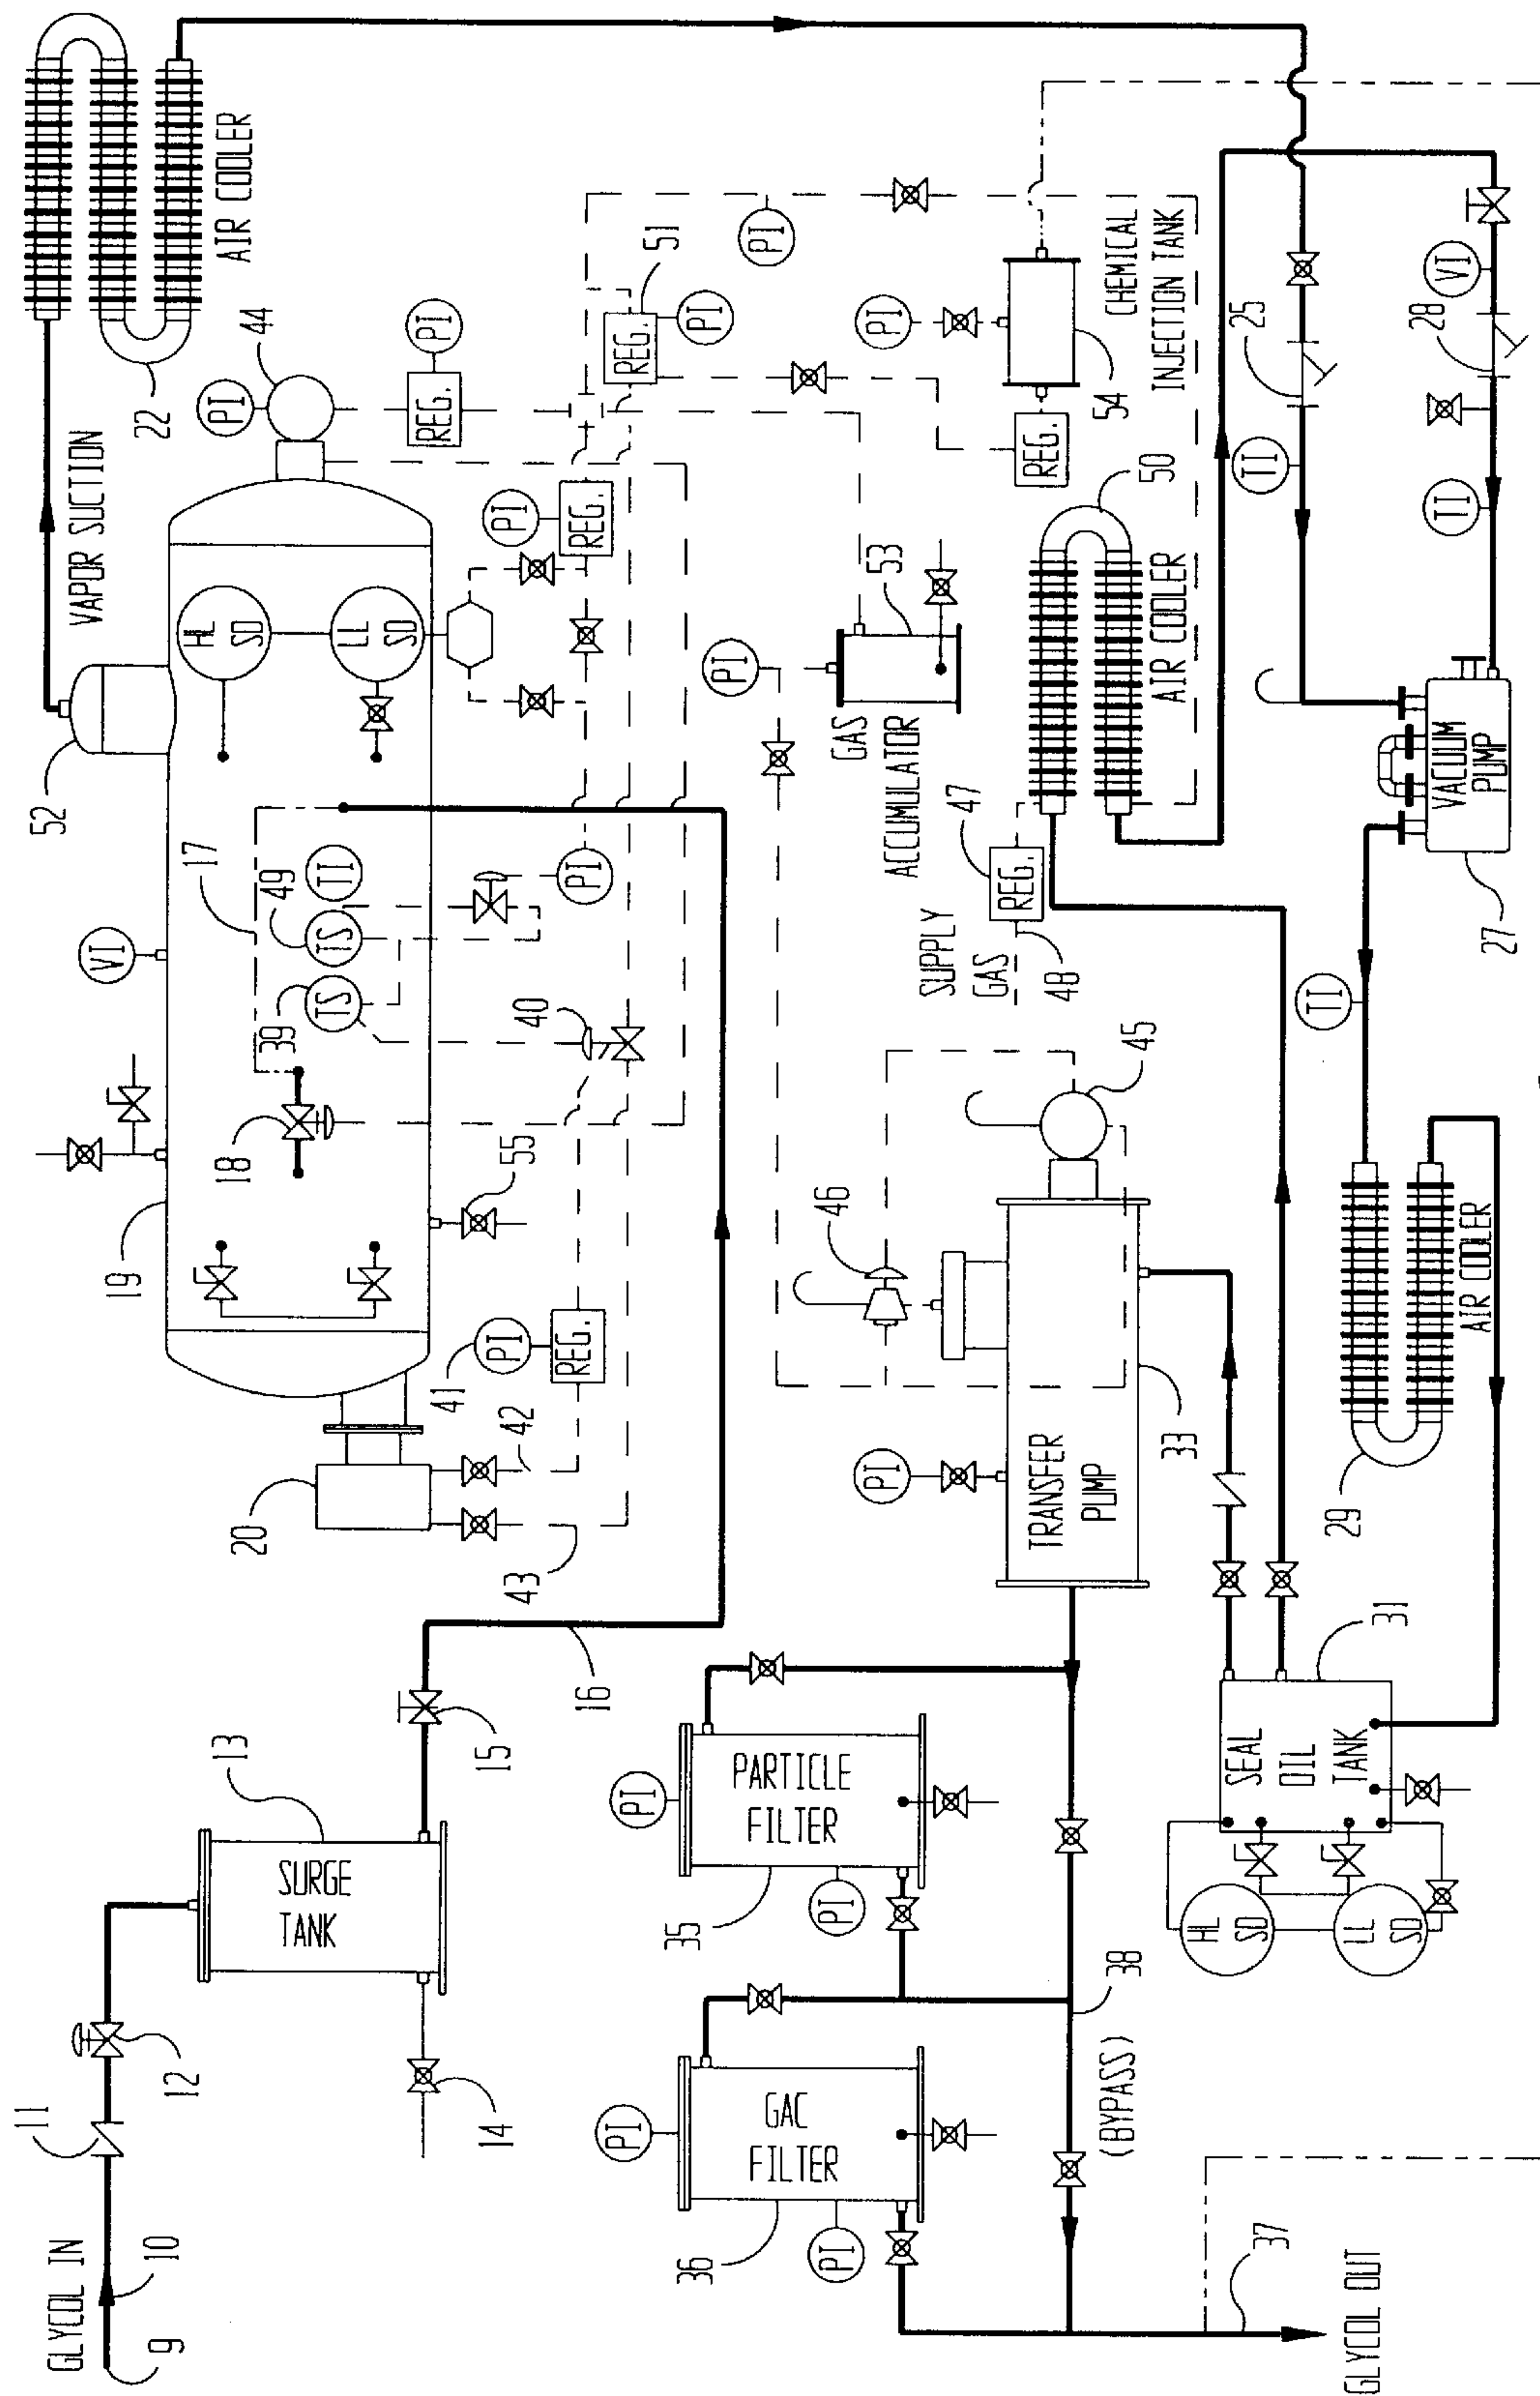 GLYCOL IN
9
10
11
12
SURGE
TANK
13
14
15
16
VAPOR SUCTION
AIR COOLER
22
52
VI
17
18
19
39
TS
49
TS
TI
HL
SD
LL
SD
PI
44
PI
REG.
PI
REG.
PI
40
55
20
41
PI
REG.
42
43
51
REG.
PI
PI
PI
CHEMICAL
INJECTION TANK
54
REG.
PI
GAS
ACCUMULATOR
53
SUPPLY
GAS
47
REG.
48
50
AIR COOLER
45
46
PI
TRANSFER
PUMP
33
PI
PARTICLE
FILTER
PI
35
PI
GAC
FILTER
PI
36
38
(BYPASS)
37
GLYCOL OUT
25
TI
VI
28
TI
VACUUM
PUMP
27
TI
AIR COOLER
29
SEAL
OIL
TANK
31
HL
SD
LL
SD